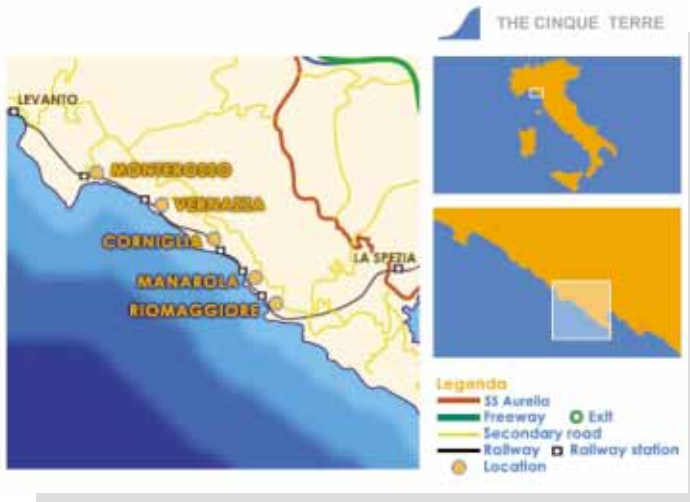 THE CINQUE TERRE
LEVANTO
MONTEROSSO
VERNAZZA
CORNIGLIA
LA SPEZIA
MANAROLA
RIOMAGGIORE
Legenda
SS Aurelia
Freeway Exit
Secondary road
Railway Railway station
Location